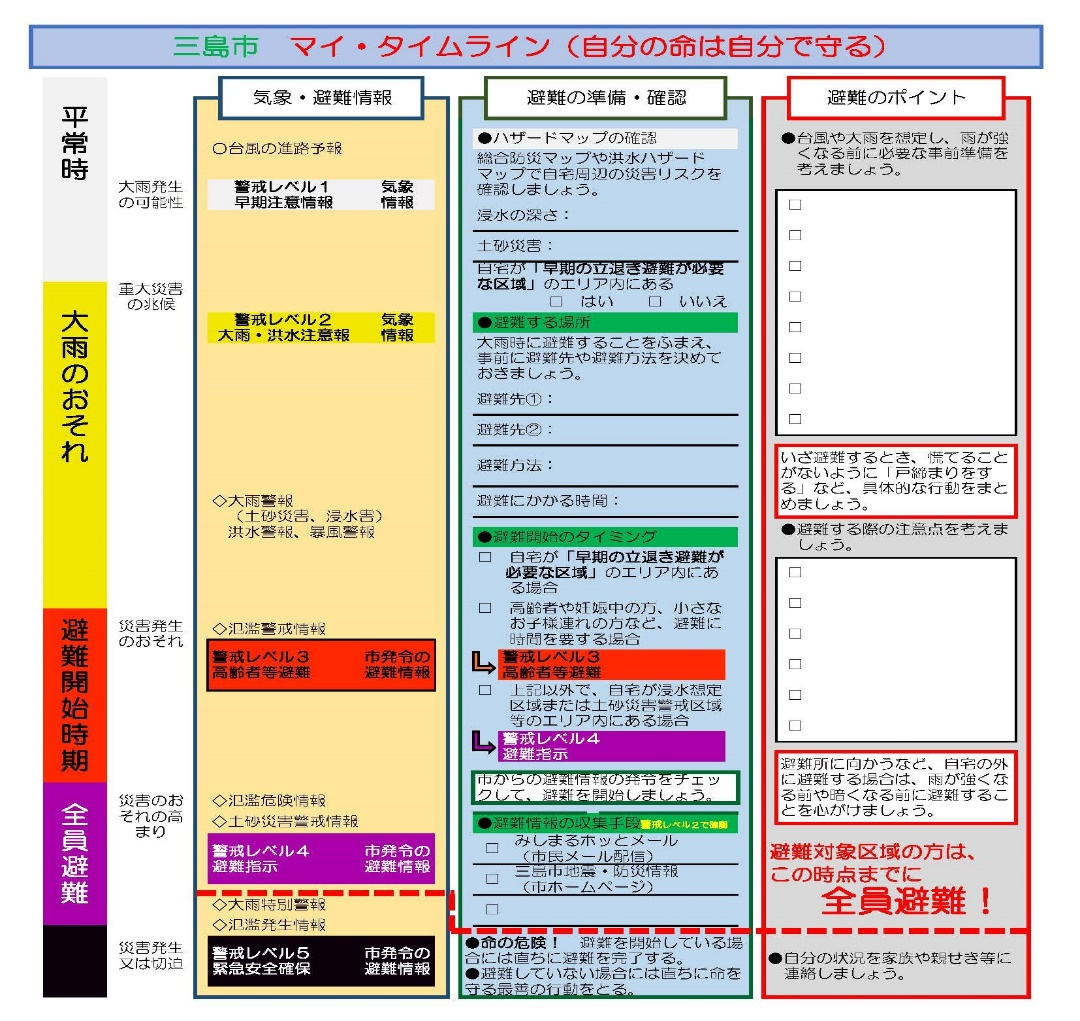 三島市　マイ・タイムライン（自分の命は自分で守る）
平常時
大雨のおそれ
避難開始時期
全員避難
大雨発生
の可能性
重大災害
の兆候
災害発生
のおそれ
災害のお
それの高
まり
災害発生
又は切迫
気象・避難情報
〇台風の進路予報
警戒レベル１　気象
早期注意情報　情報
警戒レベル２　気象
大雨・洪水注意報　情報
◇大雨警報
（土砂災害、浸水害）
洪水警報、暴風警報
◇氾濫警戒情報
警戒レベル３　市発令の
高齢者等避難　避難情報
◇氾濫危険情報
◇土砂災害警戒情報
警戒レベル４　市発令の
避難指示　避難情報
◇大雨特別警報
◇氾濫発生情報
警戒レベル５　市発令の
緊急安全確保　避難情報
避難の準備・確認
●ハザードマップの確認
総合防災マップや洪水ハザード
マップで自宅周辺の災害リスクを
確認しましょう。
浸水の深さ：
土砂災害：
自宅が「早期の立退き避難が必要
な区域」のエリア内にある
□　はい　□　いいえ
●避難する場所
大雨時に避難することをふまえ、
事前に避難先や避難方法を決めて
おきましょう。
避難先①：
避難先②：
避難方法：
避難にかかる時間：
●避難開始のタイミング
□　自宅が「早期の立退き避難が
必要な区域」のエリア内にあ
る場合
□　高齢者や妊娠中の方、小さな
お子様連れの方など、避難に
時間を要する場合
警戒レベル３
高齢者等避難
□　上記以外で、自宅が浸水想定
区域または土砂災害警戒区域
等のエリア内にある場合
警戒レベル４
避難指示
市からの避難情報の発令をチェッ
クして、避難を開始しましょう。
●避難情報の収集手段警戒レベル２で確認
□　みしまるホッとメール
（市民メール配信）
□　三島市地震・防災情報
（市ホームページ）
□
●命の危険！　避難を開始している場
合には直ちに避難を完了する。
●避難していない場合には直ちに命を
守る最善の行動をとる。
避難のポイント
●台風や大雨を想定し、雨が強
くなる前に必要な事前準備を
考えましょう。
□
□
□
□
□
□
□
□
いざ避難するとき、慌てること
がないように「戸締まりをす
る」など、具体的な行動をまと
めましょう。
●避難する際の注意点を考えま
しょう。
□
□
□
□
□
□
避難所に向かうなど、自宅の外
に避難する場合は、雨が強くな
る前や暗くなる前に避難するこ
とを心がけましょう。
避難対象区域の方は、
この時点までに
全員避難！
●自分の状況を家族や親せき等に
連絡しましょう。